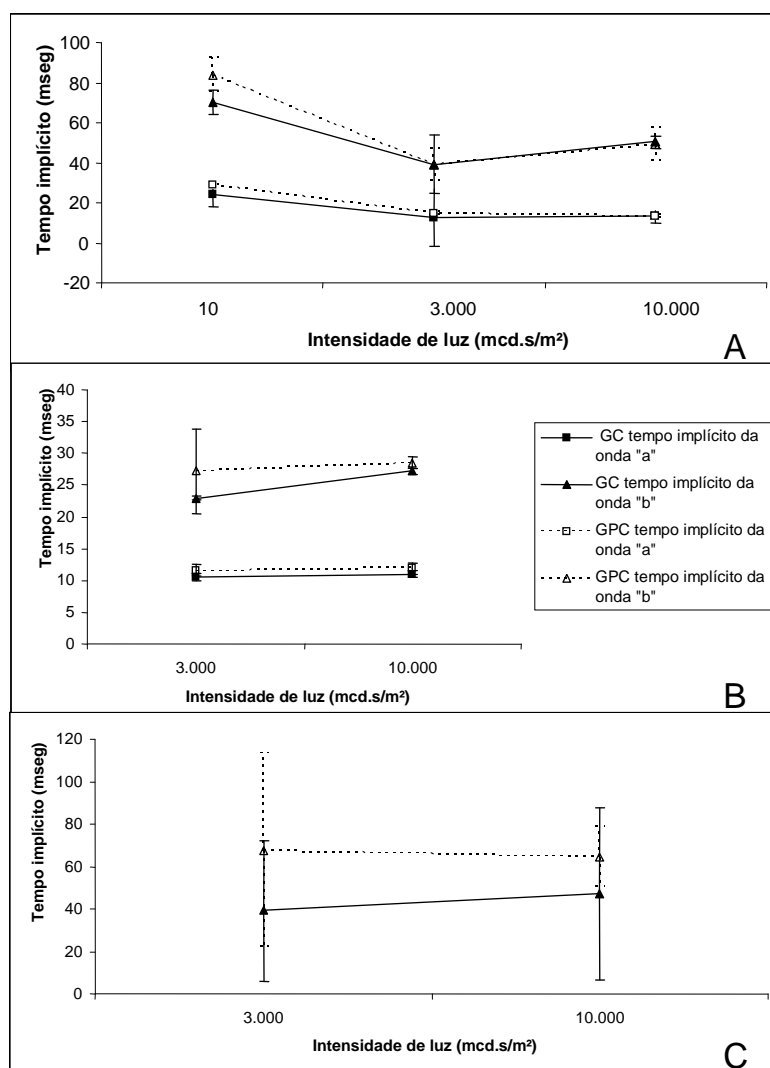 100
80
60
40
20
0
-20
Tempo implícito (mseg)
10 3.000 10.000
Intensidade de luz (mcd.s/m²)
A
40
35
30
25
20
15
10
5
0
Tempo implícito (mseg)
3.000 10.000
Intensidade de luz (mcd.s/m²)
GC tempo implícito da
onda "a"
GC tempo implícito da
onda "b"
GPC tempo implícito da
onda "a"
GPC tempo implícito da
onda "b"
B
120
100
80
60
40
20
0
Tempo implícito (mseg)
3.000 10.000
Intensidade de luz (mcd.s/m²)
C